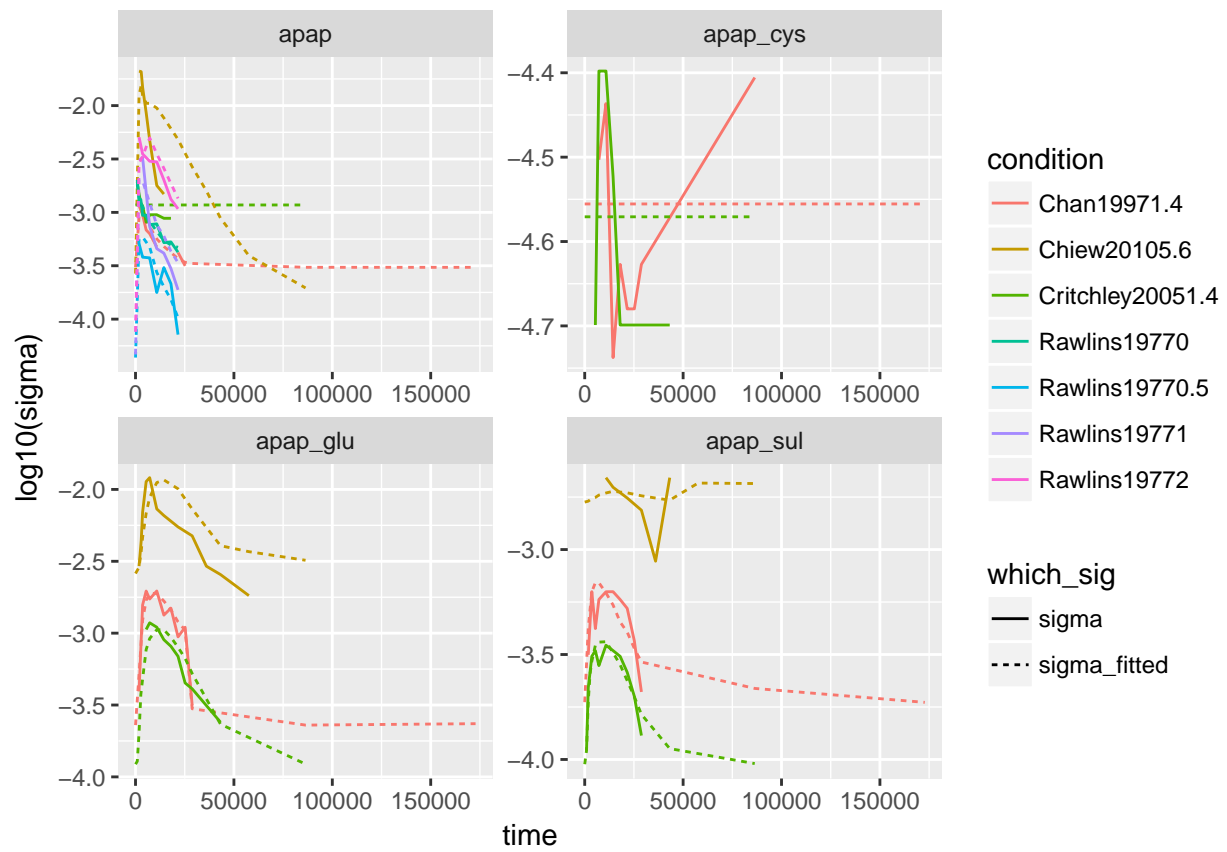 apap
apap_cys
−2.0
−2.5
−3.0
−3.5
−4.0
−4.4
−4.5
−4.6
−4.7
0 50000 100000 150000
0 50000 100000 150000
apap_glu
apap_sul
−2.0
−2.5
−3.0
−3.5
−4.0
−3.0
−3.5
−4.0
0 50000 100000 150000
0 50000 100000 150000
log10(sigma)
time
condition
Chan19971.4
Chiew20105.6
Critchley20051.4
Rawlins19770
Rawlins19770.5
Rawlins19771
Rawlins19772
which_sig
sigma
sigma_fitted